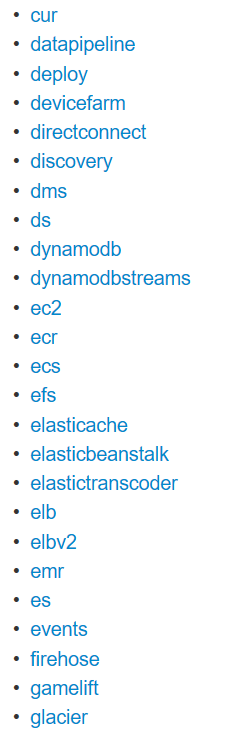 cur
datapipeline
deploy
devicefarm
directconnect
discovery
dms
ds
dynamodb
dynamodbstreams
ec2
ecr
ecs
efs
elasticache
elasticbeanstalk
elastictranscoder
elb
elbv2
emr
es
events
firehose
gamelift
glacier